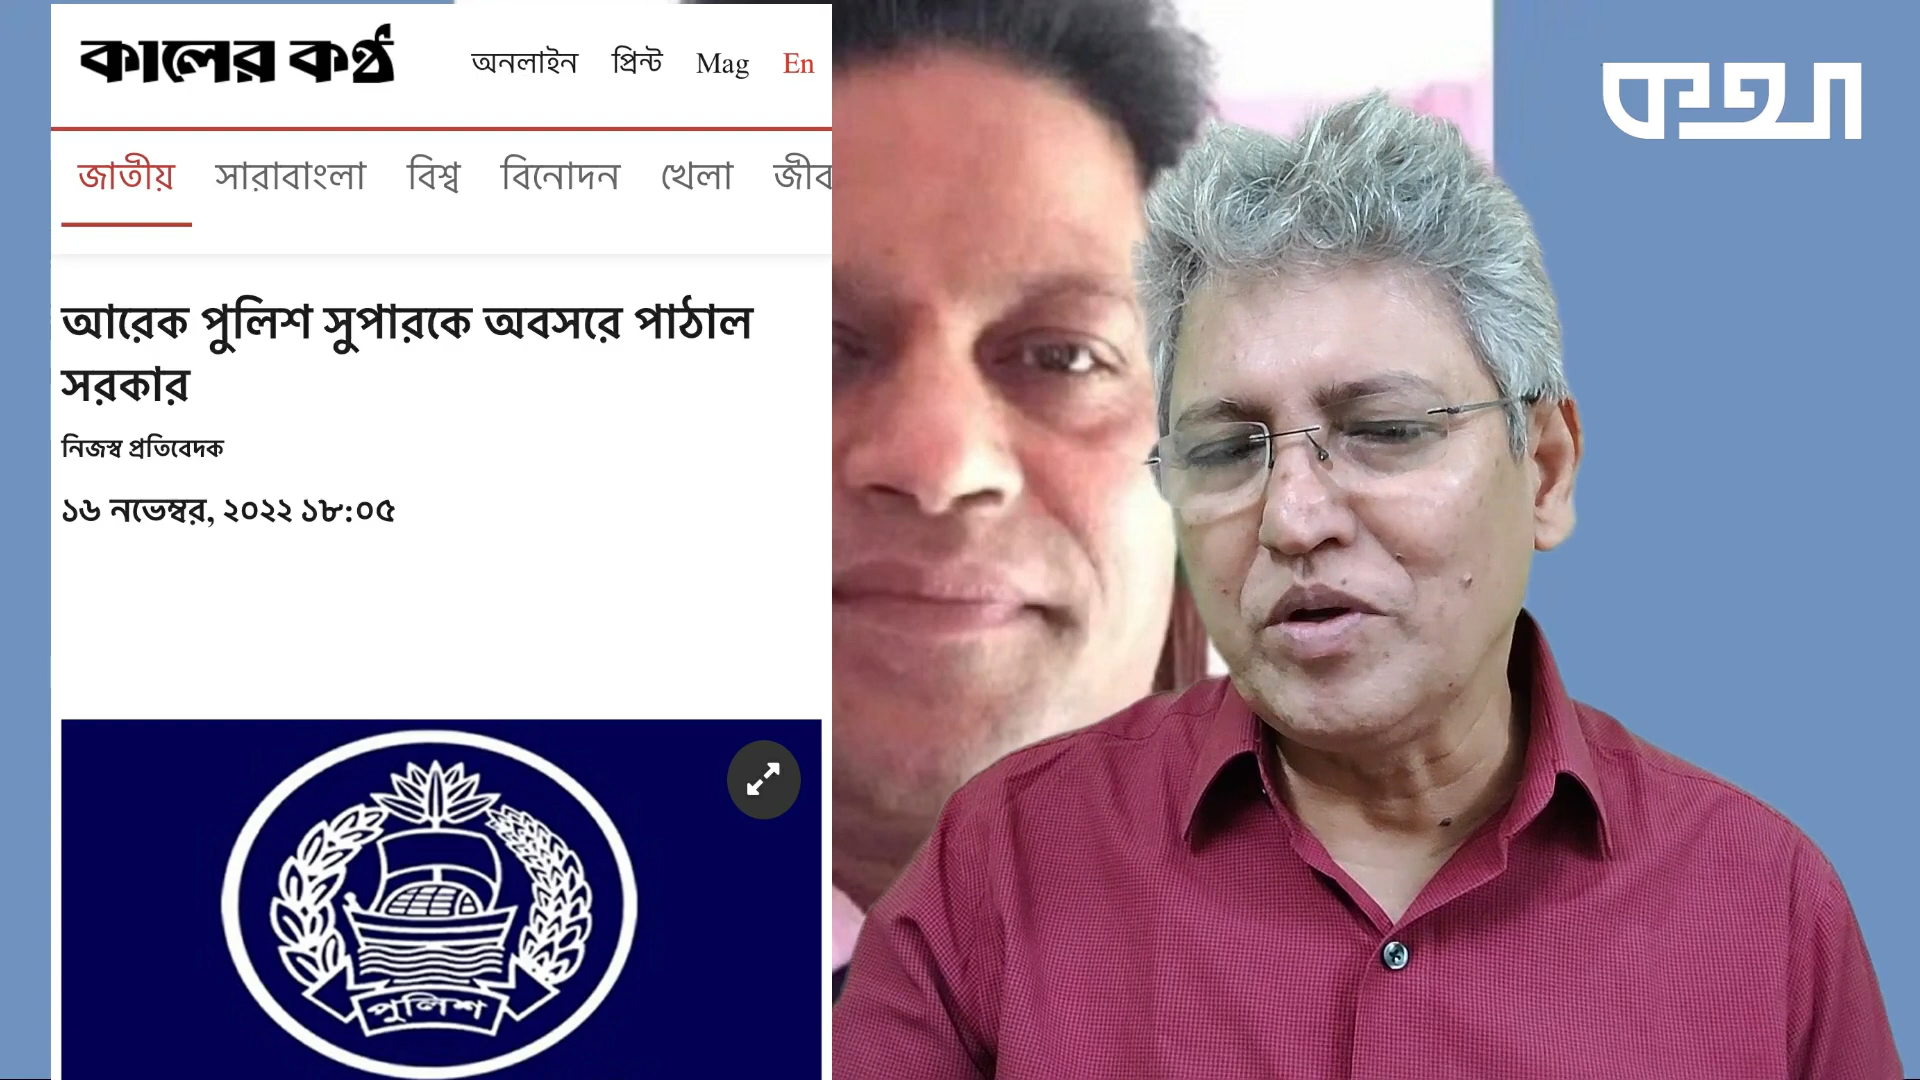 কালের কণ্ঠ
অনলাইন প্রিন্ট Mag En
জাতীয় সারাবাংলা বিশ্ব বিনোদন খেলা জীব
আরেক পুলিশ সুপারকে অবসরে পাঠাল
সরকার
নিজস্ব প্রতিবেদক
১৬ নভেম্বর, ২০২২ ১৮:০৫
পুলিশ
কথা